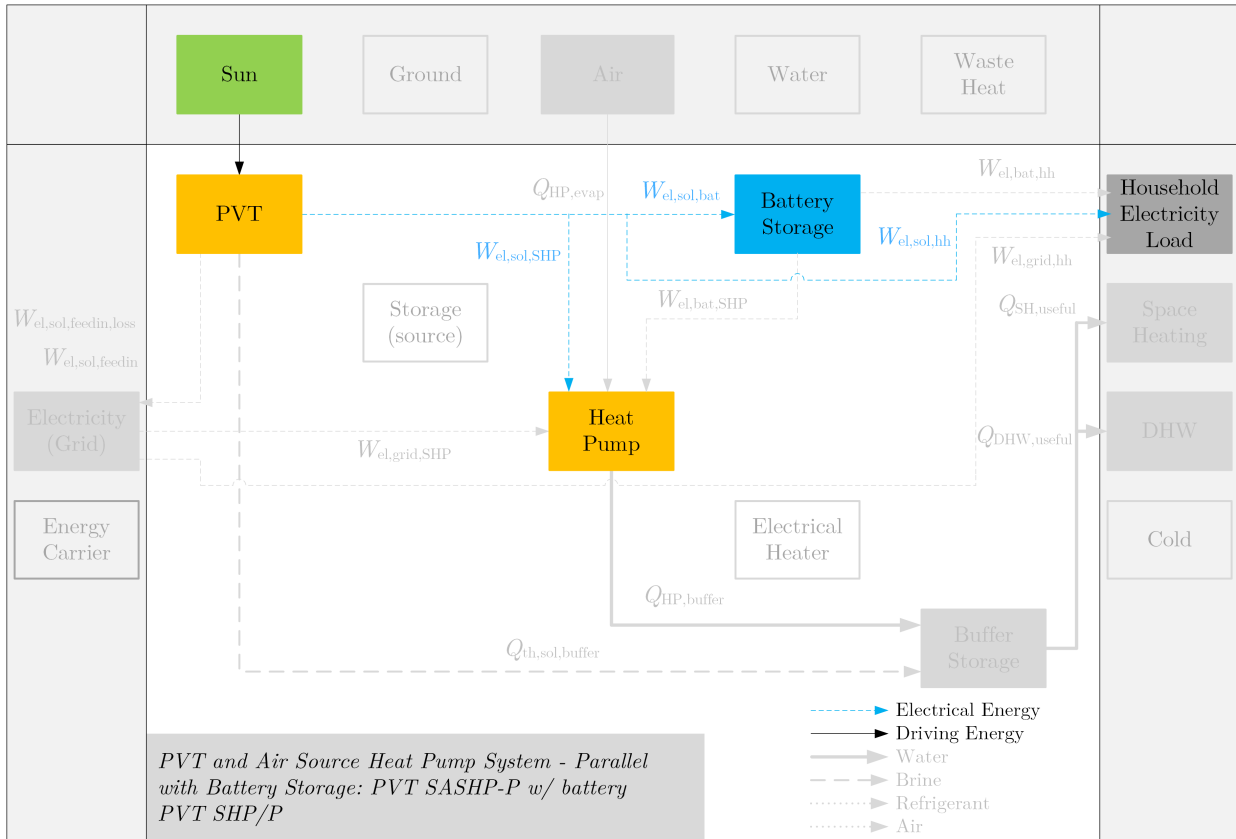 Sun
Ground
Air
Water
Waste
Heat
PVT
Q_HP,evap
W_el,sol,bat
Battery
Storage
W_el,bat,hh
Household
Electricity
Load
W_el,sol,SHP
W_el,sol,hh
W_el,grid,hh
Storage
(source)
W_el,bat,SHP
Q_SH,useful
Space
Heating
W_el,sol,feedin,loss
W_el,sol,feedin
Electricity
(Grid)
W_el,grid,SHP
Heat
Pump
Q_DHW,useful
DHW
Energy
Carrier
Electrical
Heater
Cold
Q_HP,buffer
Q_th,sol,buffer
Buffer
Storage
Electrical Energy
Driving Energy
Water
Brine
Refrigerant
Air
PVT and Air Source Heat Pump System - Parallel
with Battery Storage: PVT SASHP-P w/ battery
PVT SHP/P